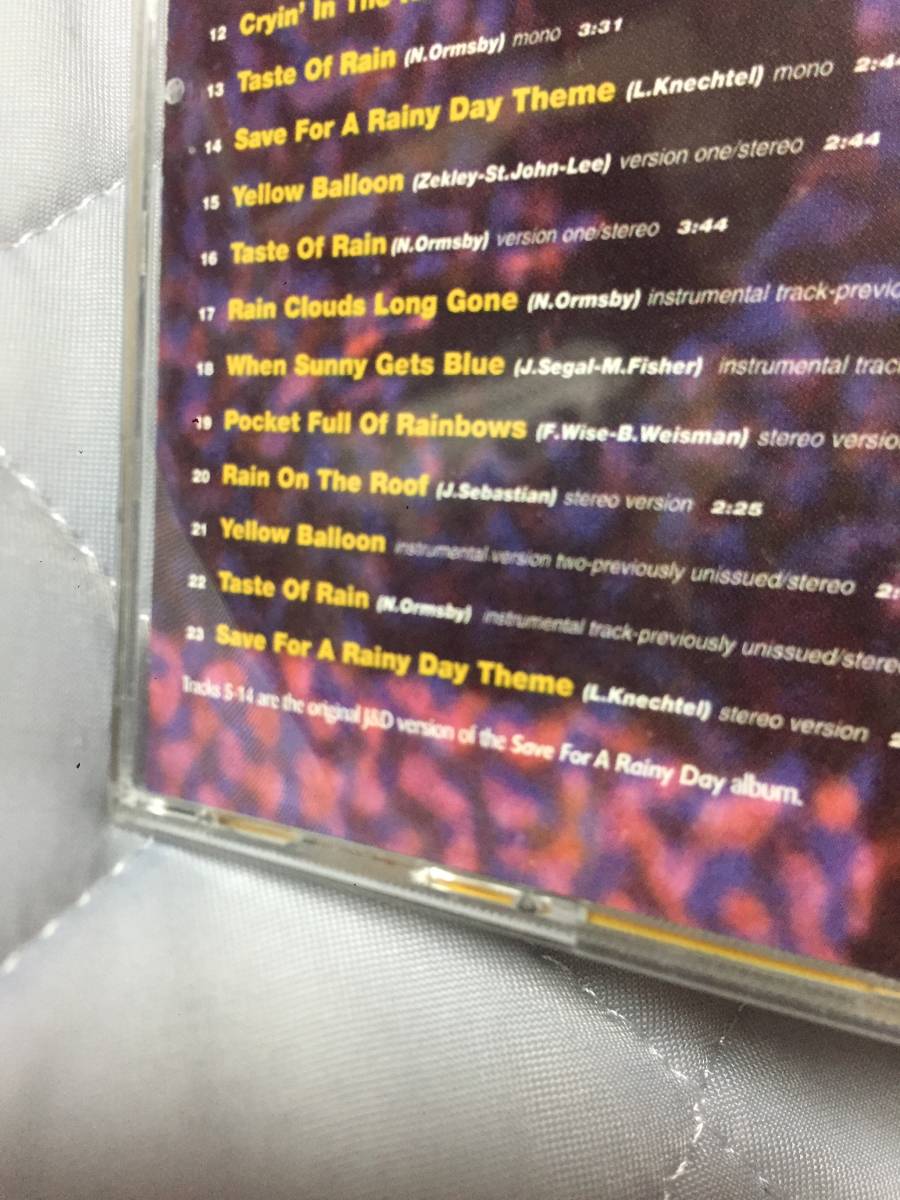 12 Cryin' In The
13 Taste Of Rain (N.Ormsby) mono 3:31
14 Save For A Rainy Day Theme (L.Knechtel) mono 2:44
15 Yellow Balloon (Zekley-St.John-Lee) version one/stereo 2:44
16 Taste Of Rain (N.Ormsby) version one/stereo 3:44
17 Rain Clouds Long Gone (N.Ormsby) instrumental track-previo
18 When Sunny Gets Blue (J.Segal-M.Fisher) instrumental trac
19 Pocket Full Of Rainbows (F.Wise-B.Weisman) stereo versio
20 Rain On The Roof (J.Sebastian) stereo version 2:25
21 Yellow Balloon instrumental version two-previously unissued/stereo 2:
22 Taste Of Rain (N.Ormsby) instrumental track-previously unissued/stere
23 Save For A Rainy Day Theme (L.Knechtel) stereo version
Tracks 5-14 are the original J&D version of the Save For A Rainy Day album.